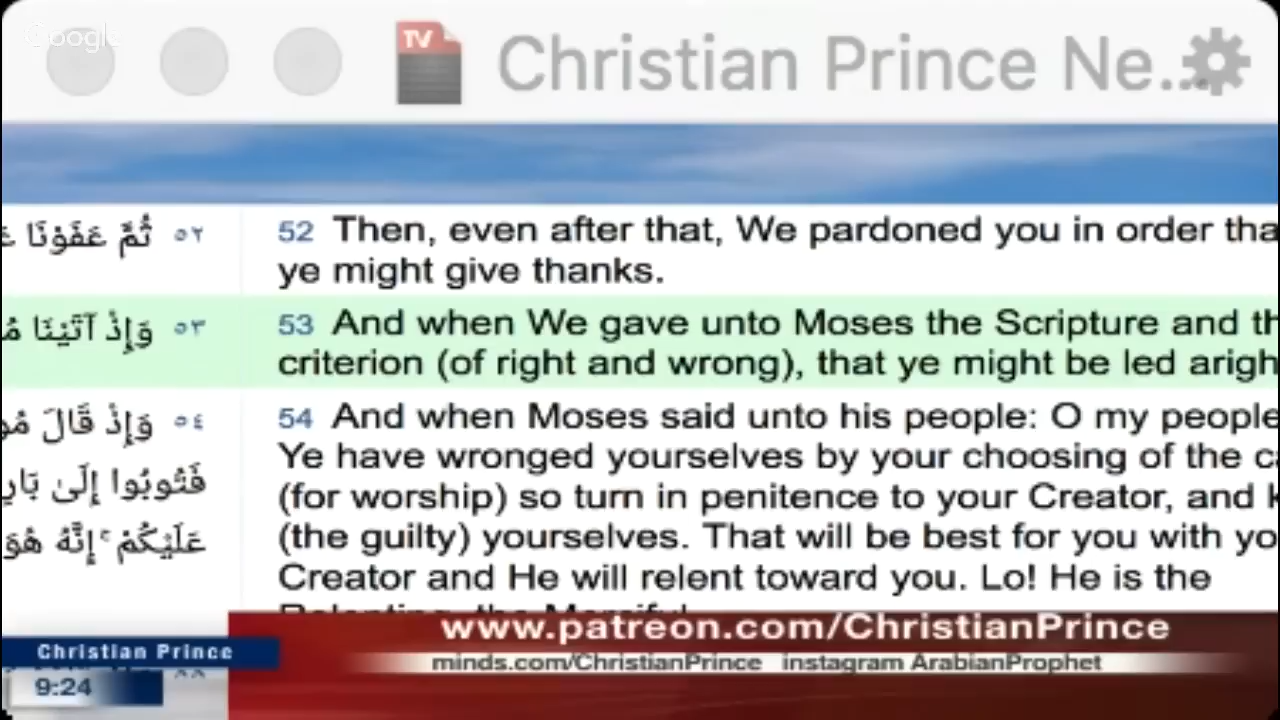 Google
TV Christian Prince Ne...
ثُمَّ عَفَوْنَا ٥٢
52 Then, even after that, We pardoned you in order tha
ye might give thanks.
وَإِذْ آتَيْنَا ٥٣
53 And when We gave unto Moses the Scripture and th
criterion (of right and wrong), that ye might be led arigh
وَإِذْ قَالَ ٥٤
54 And when Moses said unto his people: O my people
Ye have wronged yourselves by your choosing of the c
فَتُوبُوا إِلَىٰ
(for worship) so turn in penitence to your Creator, and k
عَلَيْكُمْ ۚ إِنَّهُ هُوَ
(the guilty) yourselves. That will be best for you with yo
Creator and He will relent toward you. Lo! He is the
www.patreon.com/ChristianPrince
Christian Prince
minds.com/ChristianPrince instagram ArabianProphet
9:24